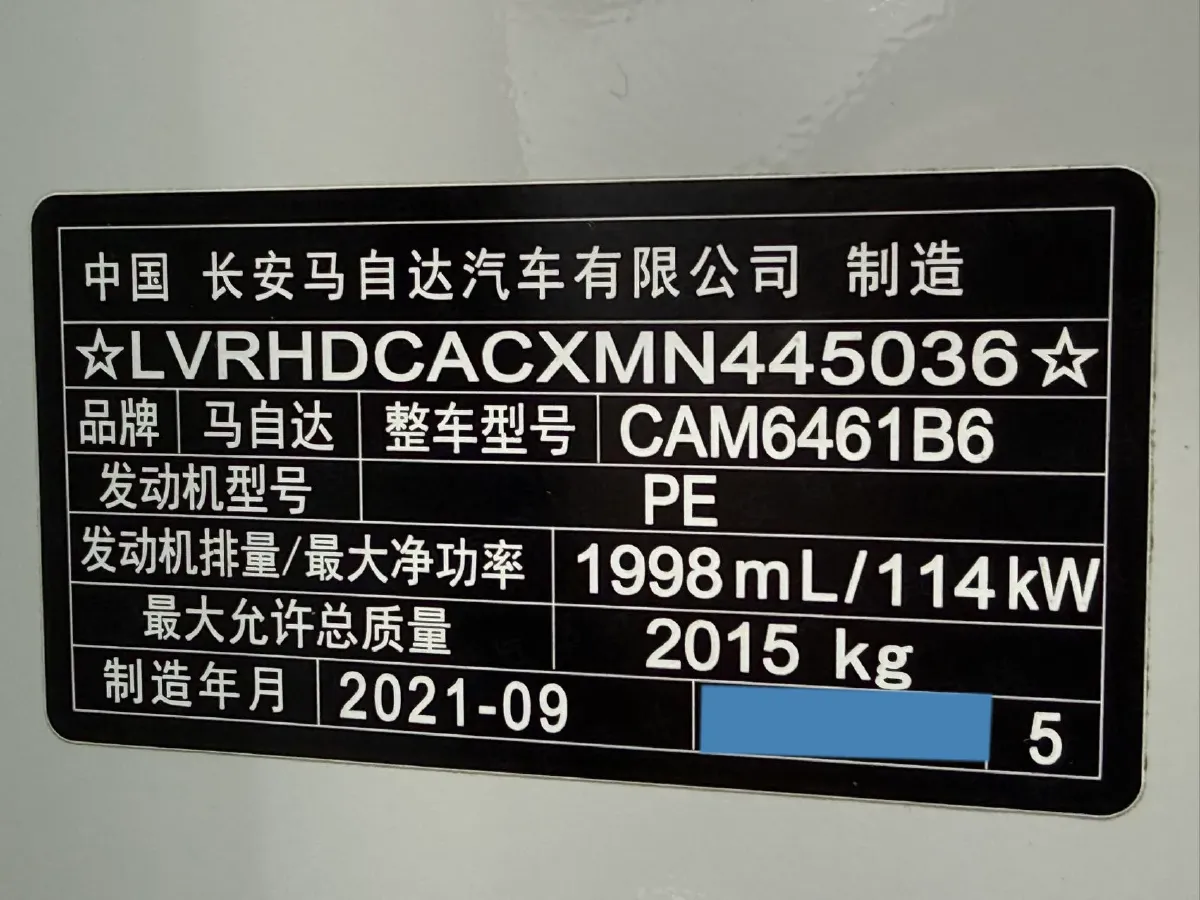 中国 长安马自达汽车有限公司 制造
☆LVRHDCACXMN445036☆
品牌 马自达 整车型号 CAM6461B6
发动机型号 PE
发动机排量/最大净功率 1998mL/114kW
最大允许总质量 2015 kg
制造年月 2021-09 5